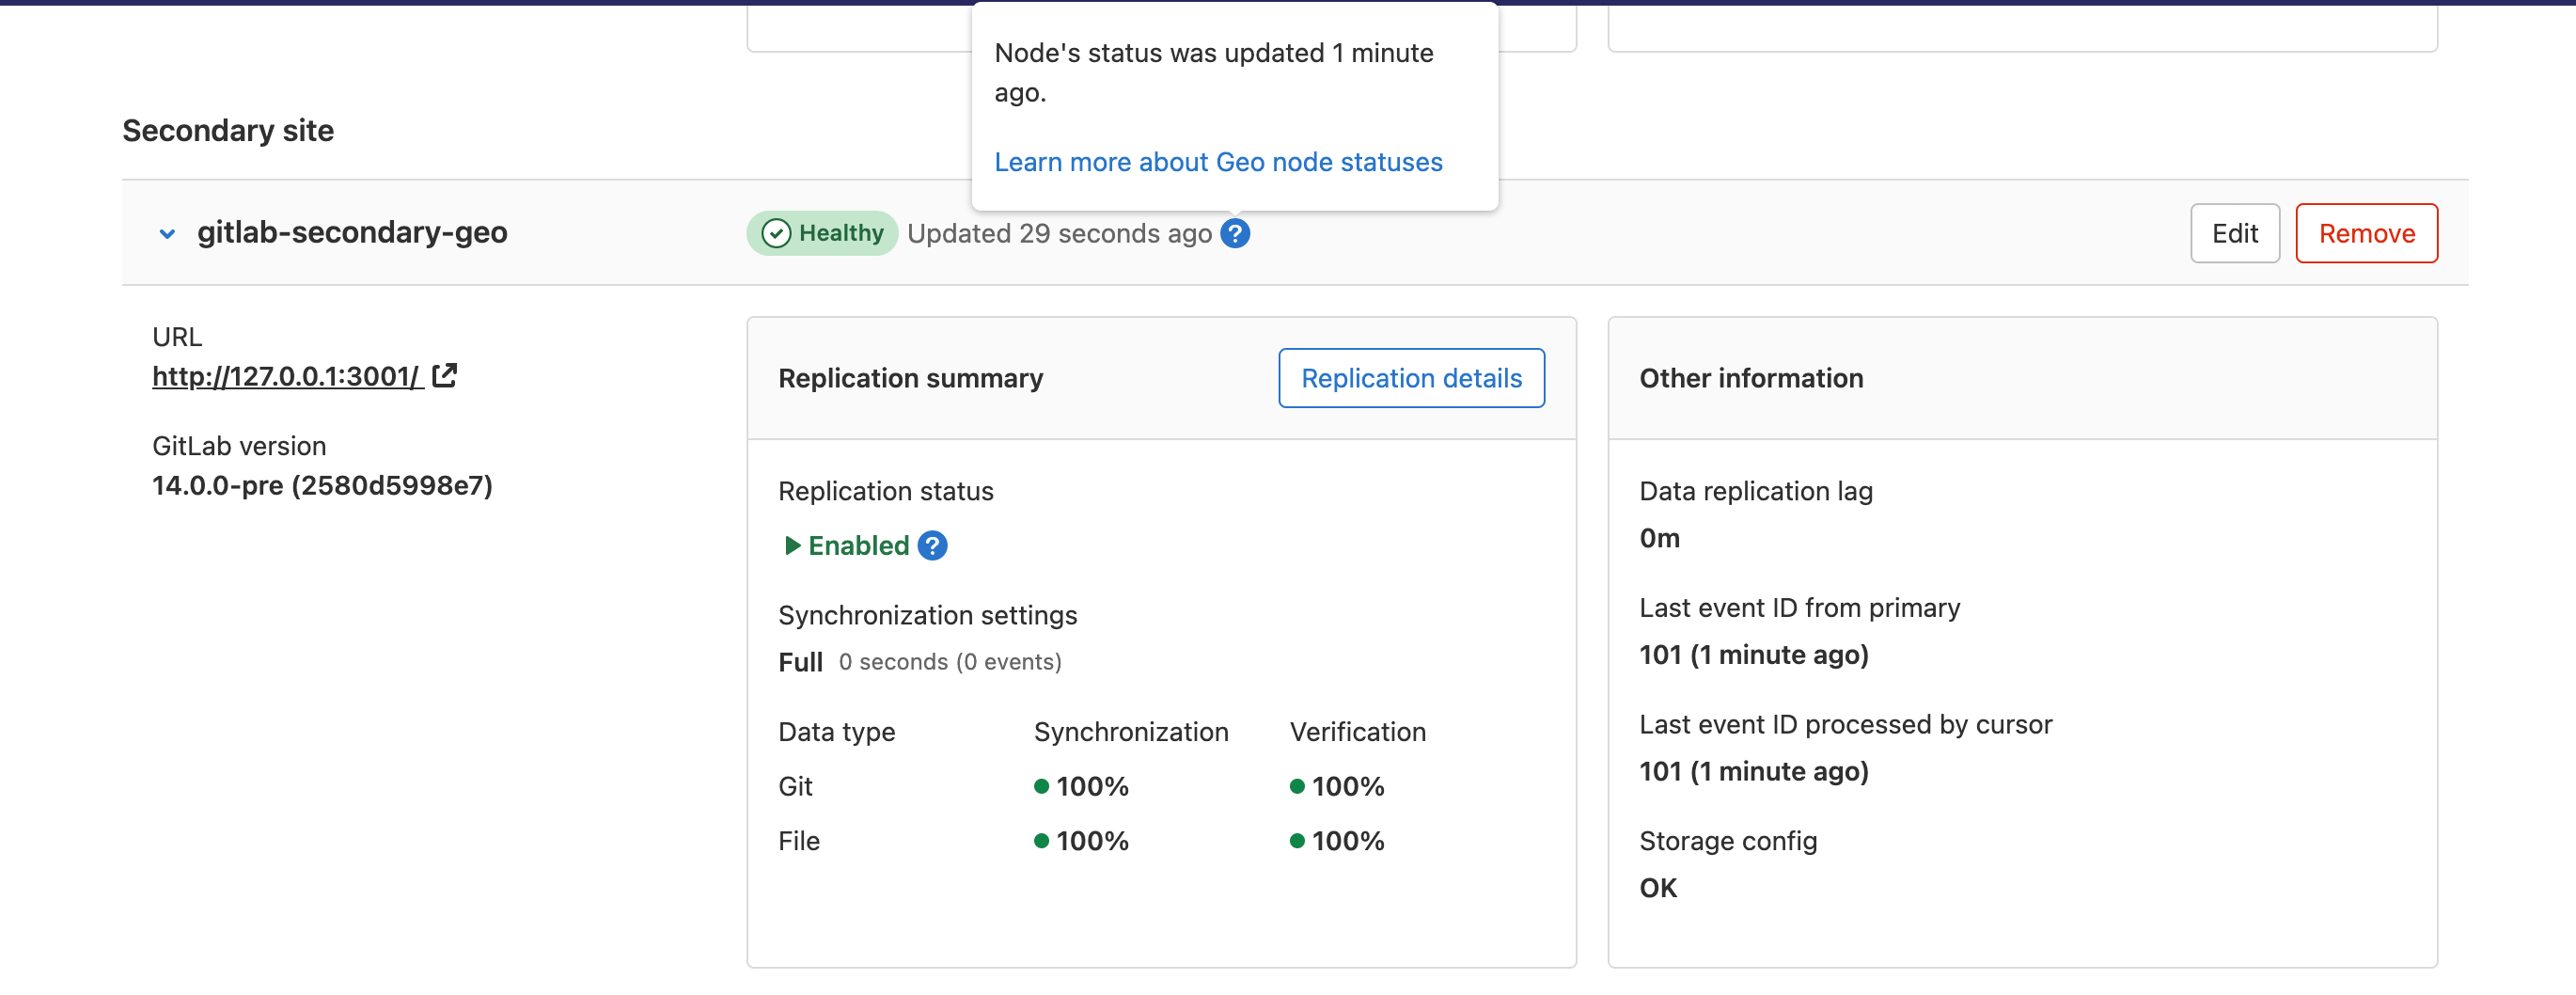 Node's status was updated 1 minute
ago.
Learn more about Geo node statuses
Secondary site
gitlab-secondary-geo
Healthy Updated 29 seconds ago ?
Edit Remove
URL
http://127.0.0.1:3001/
GitLab version
14.0.0-pre (2580d5998e7)
Replication summary
Replication details
Replication status
Enabled ?
Synchronization settings
Full 0 seconds (0 events)
Data type Synchronization Verification
Git 100% 100%
File 100% 100%
Other information
Data replication lag
0m
Last event ID from primary
101 (1 minute ago)
Last event ID processed by cursor
101 (1 minute ago)
Storage config
OK